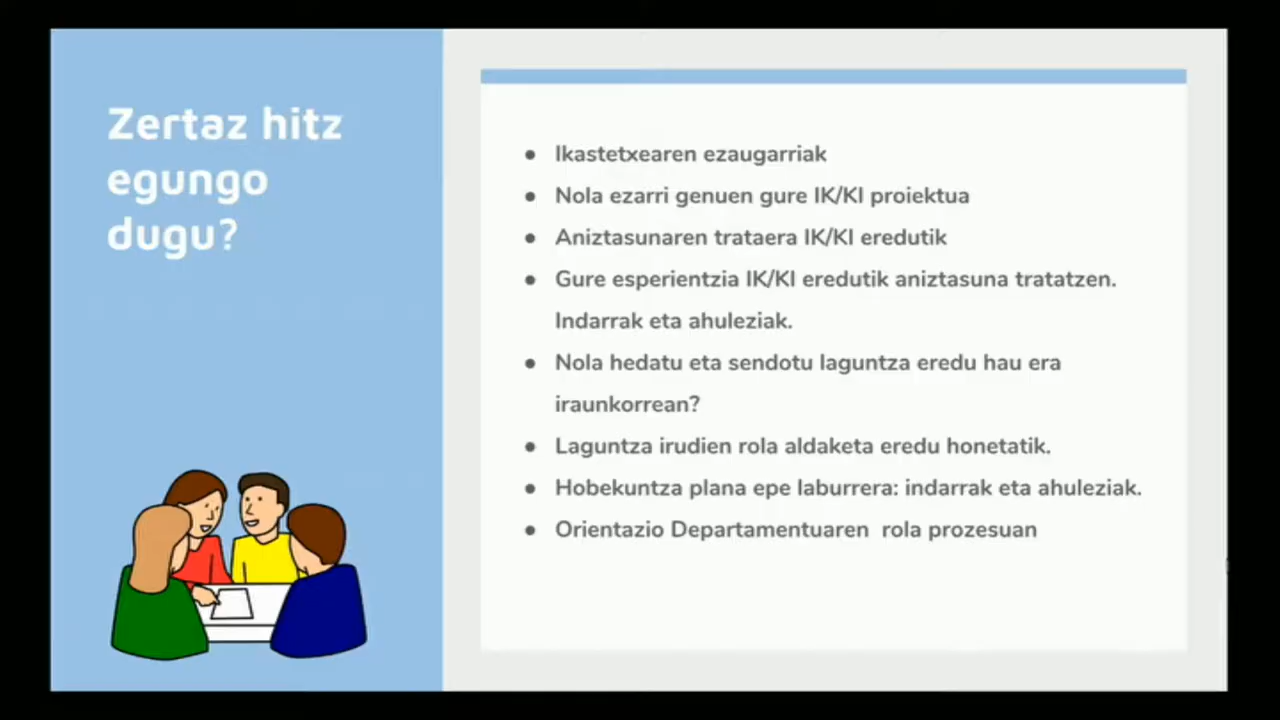 Zertaz hitz
egungo
dugu?
● Ikastetxearen ezaugarriak
● Nola ezarri genuen gure IK/KI proiektua
● Aniztasunaren trataera IK/KI eredutik
● Gure esperientzia IK/KI eredutik aniztasuna tratatzen.
Indarrak eta ahuleziak.
● Nola hedatu eta sendotu laguntza eredu hau era
iraunkorrean?
● Laguntza irudien rola aldaketa eredu honetatik.
● Hobekuntza plana epe laburrera: indarrak eta ahuleziak.
● Orientazio Departamentuaren  rola prozesuan